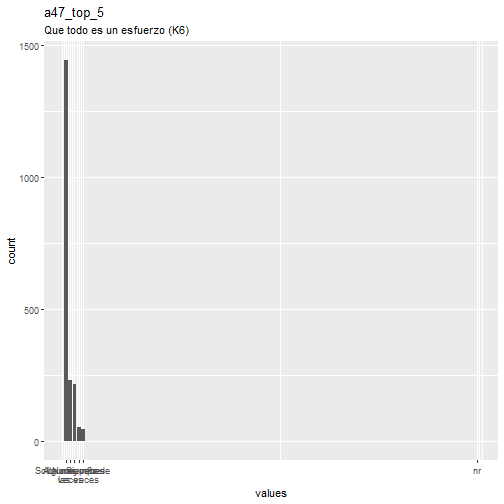 a47_top_5
Que todo es un esfuerzo (K6)
1500
1000
500
0
count
nr
values